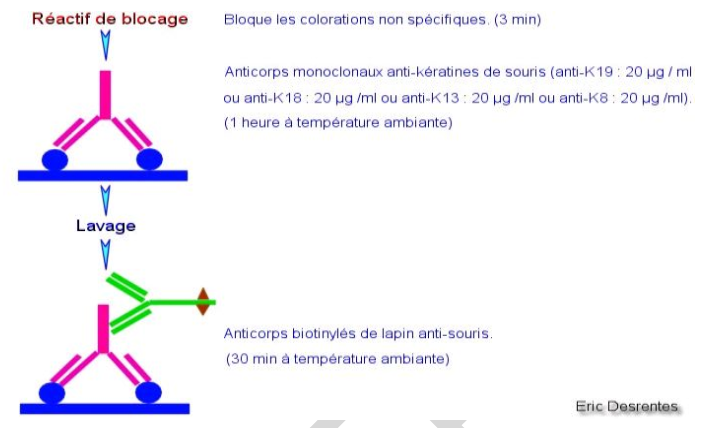 Réactif de blocage
Bloque les colorations non spécifiques. (3 min)
Anticorps monoclonaux anti-kératines de souris (anti-K19 : 20 µg / ml
ou anti-K18 : 20 µg /ml ou anti-K13 : 20 µg /ml ou anti-K8 : 20 µg /ml).
(1 heure à température ambiante)
Lavage
Anticorps biotinylés de lapin anti-souris.
(30 min à température ambiante)
Eric Desrentes